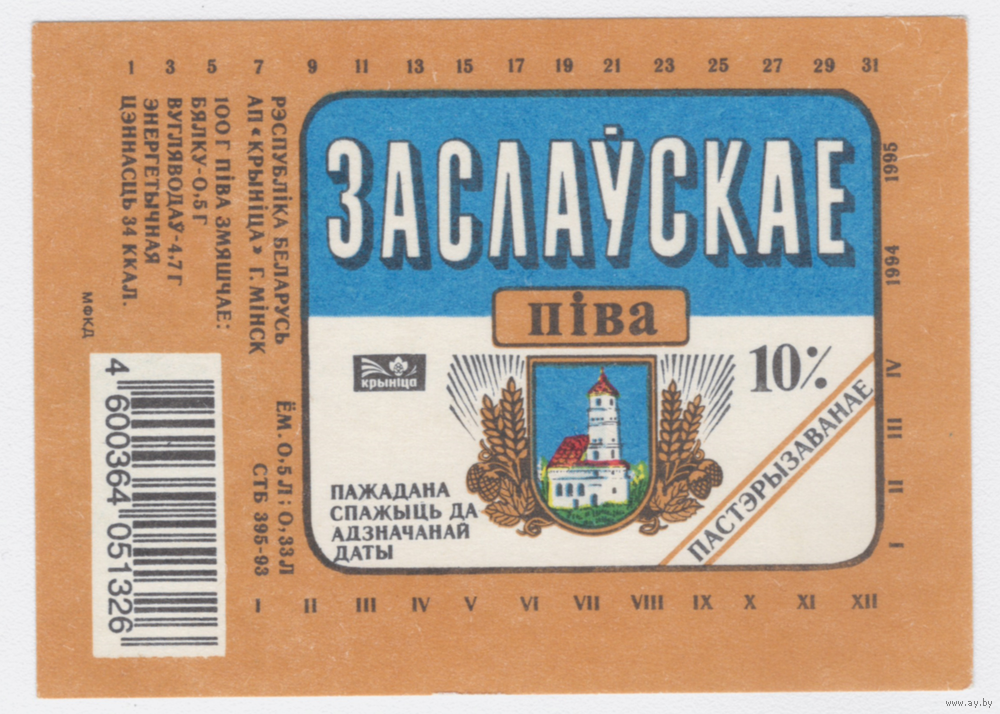 1 3 5 7 9 11 13 15 17 19 21 23 25 27 29 31
ЗАСЛАЎСКАЕ
піва
крыніца
10%
ПАСТЭРЫЗАВАНАЕ
ПАЖАДАНА
СПАЖЫЦЬ ДА
АДЗНАЧАНАЙ
ДАТЫ
1995
1994
IV
III
II
I
I II III IV V VI VII VIII IX X XI XII
РЭСПУБЛІКА БЕЛАРУСЬ
АП «КРЫНІЦА» Г. МІНСК
100 Г ПІВА ЗМЯШЧАЕ:
БЯЛКУ-0,5 Г
ВУГЛЯВОДАЎ-4,7 Г
ЭНЕРГЕТЫЧНАЯ
ЦЭННАСЦЬ 34 ККАЛ.
ЁМ. 0,5 Л; 0,33 Л
СТБ 395-93
МФКД
4 600364 051326
www.ay.by